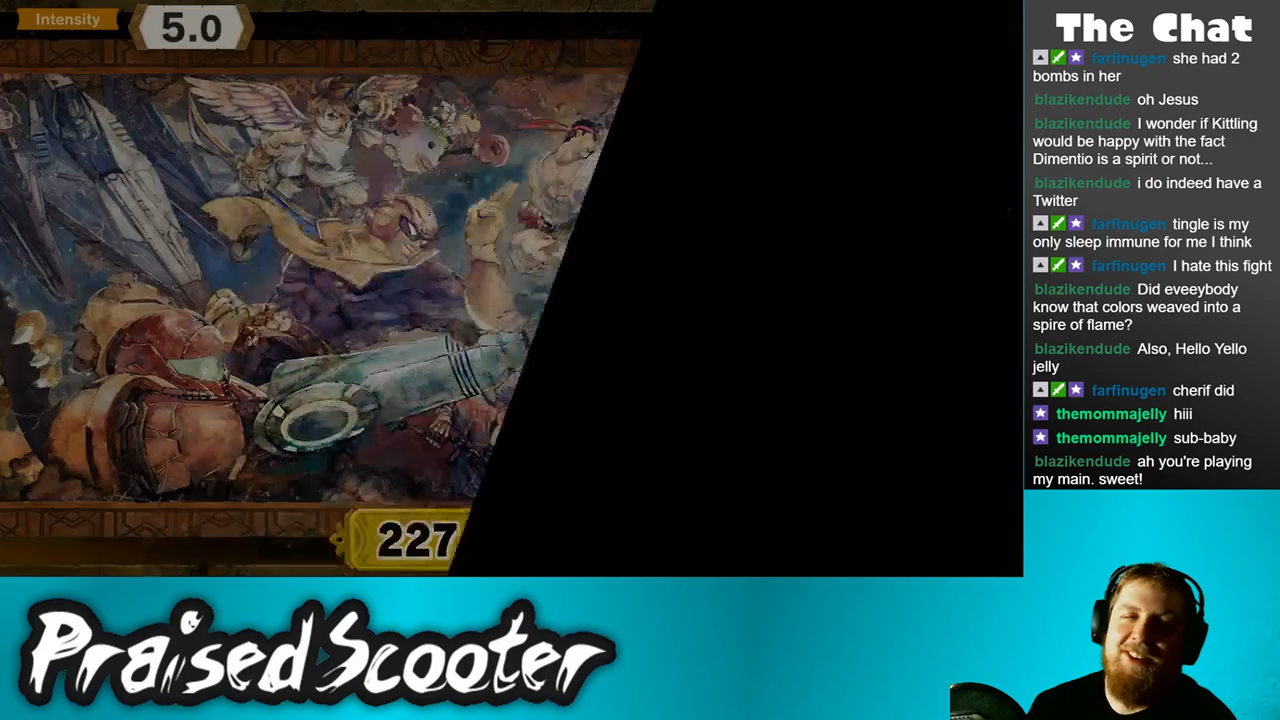 Intensity
5.0
227
The Chat
farfinugen she had 2
bombs in her
blazikendude oh Jesus
blazikendude I wonder if Kittling
would be happy with the fact
Dimentio is a spirit or not...
blazikendude i do indeed have a
Twitter
farfinugen tingle is my
only sleep immune for me I think
farfinugen I hate this fight
blazikendude Did eveeybody
know that colors weaved into a
spire of flame?
blazikendude Also, Hello Yello
jelly
farfinugen cherif did
themommajelly hiii
themommajelly sub-baby
blazikendude ah you're playing
my main. sweet!
PraisedScooter